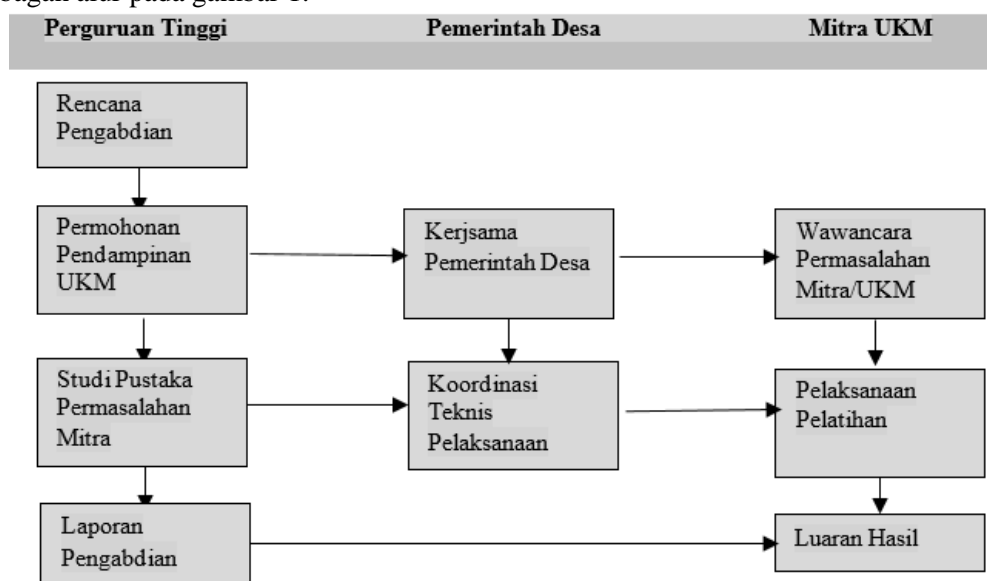 bagan alur pada gambar 1.
Perguruan Tinggi
Pemerintah Desa
Mitra UKM
Rencana
Pengabdian
Permohonan
Pendampinan
UKM
Kerjsama
Pemerintah Desa
Wawancara
Permasalahan
Mitra/UKM
Studi Pustaka
Permasalahan
Mitra
Koordinasi
Teknis
Pelaksanaan
Pelaksanaan
Pelatihan
Laporan
Pengabdian
Luaran Hasil